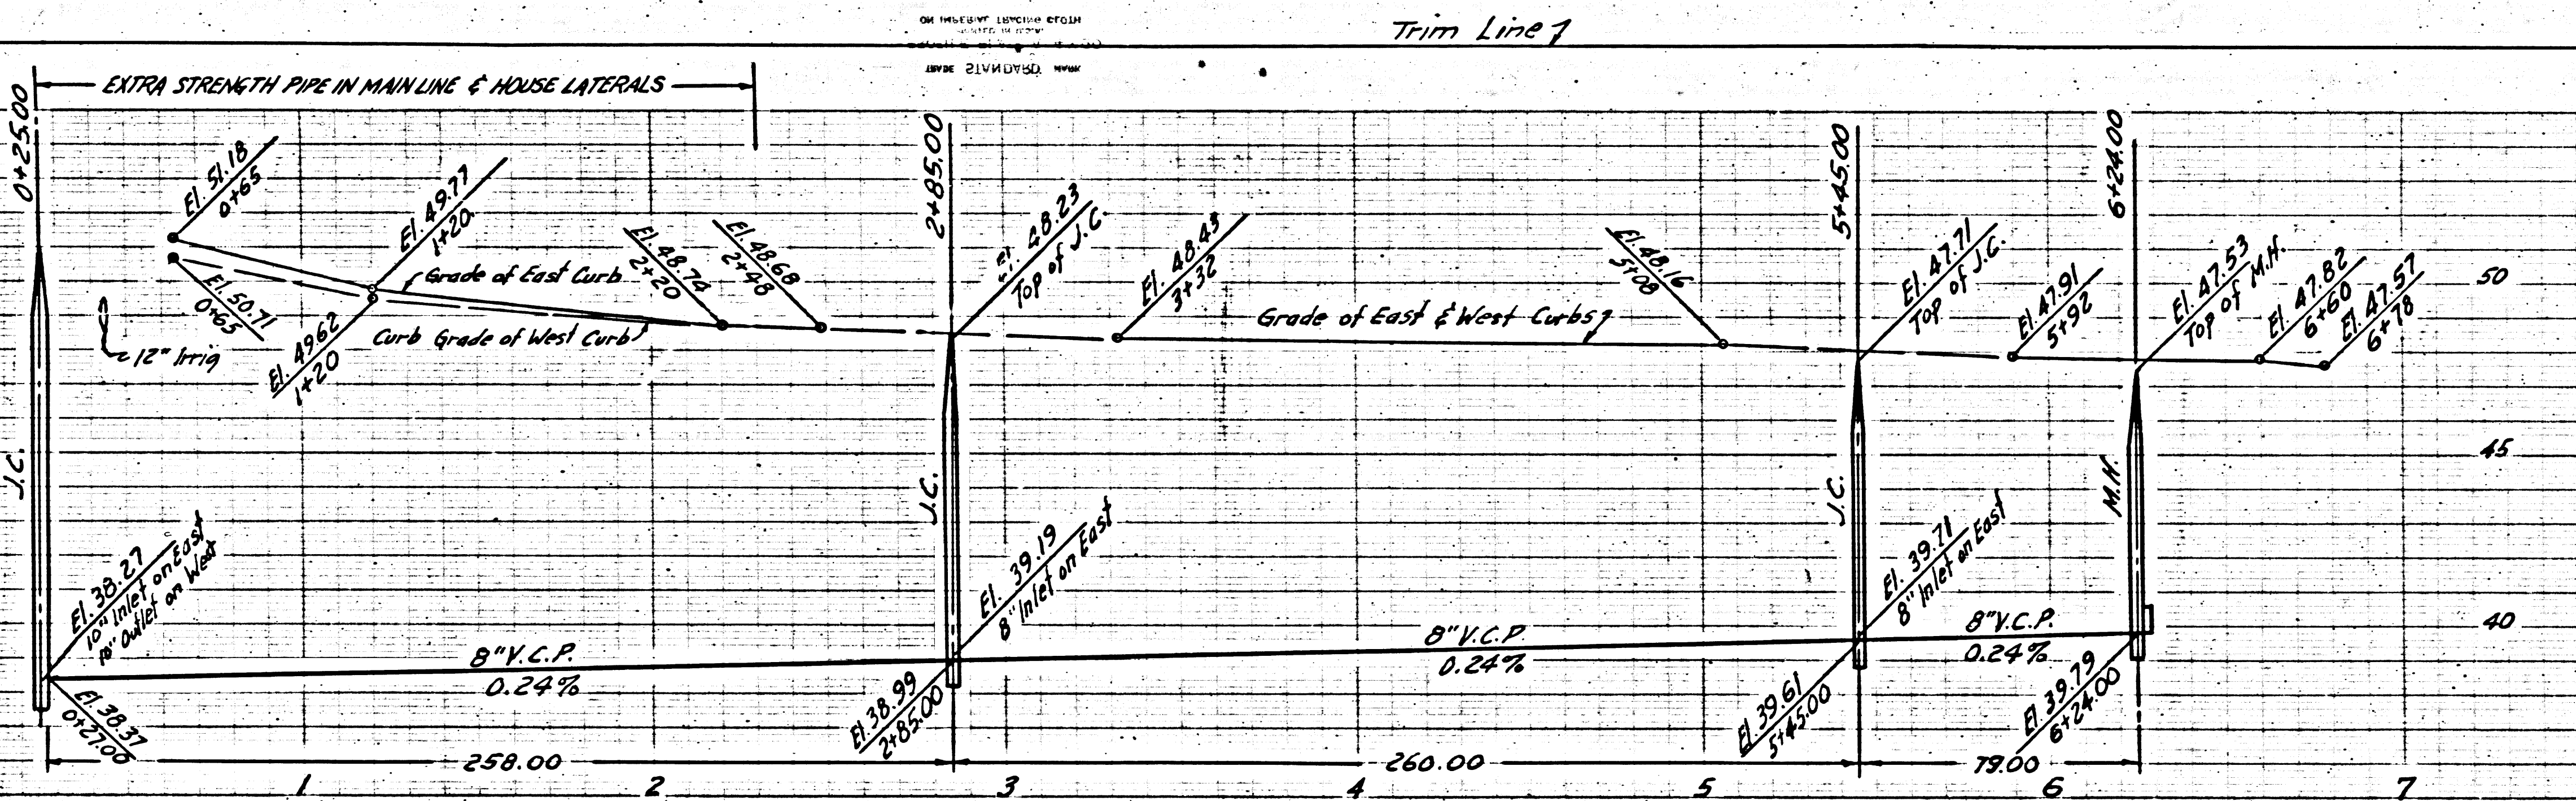 Trim Line
EXTRA STRENGTH PIPE IN MAIN LINE & HOUSE LATERALS
0+25.00
El. 51.18
0+65
El. 50.71
0+65
12" Irrig
El. 49.77
1+20
El. 49.62
1+20
Grade of East Curb
Curb Grade of West Curb
El. 48.74
2+20
El. 48.68
2+48
2+85.00
El. 48.23
Top of J.C.
El. 48.43
3+32
Grade of East & West Curbs
El. 48.16
5+08
5+45.00
El. 47.71
Top of J.C.
El. 47.91
5+92
6+24.00
El. 47.53
Top of M.H.
El. 47.82
6+60
El. 47.57
6+78
50
45
40
J.C.
J.C.
J.C.
M.H.
El. 38.27
10" Inlet on East
10" Outlet on West
El. 38.37
0+27.00
8" V.C.P.
0.24%
El. 39.19
8" Inlet on East
El. 38.99
2+85.00
8" V.C.P.
0.24%
El. 39.71
8" Inlet on East
El. 39.61
5+45.00
8" V.C.P.
0.24%
El. 39.79
6+24.00
258.00
260.00
79.00
1 2 3 4 5 6 7